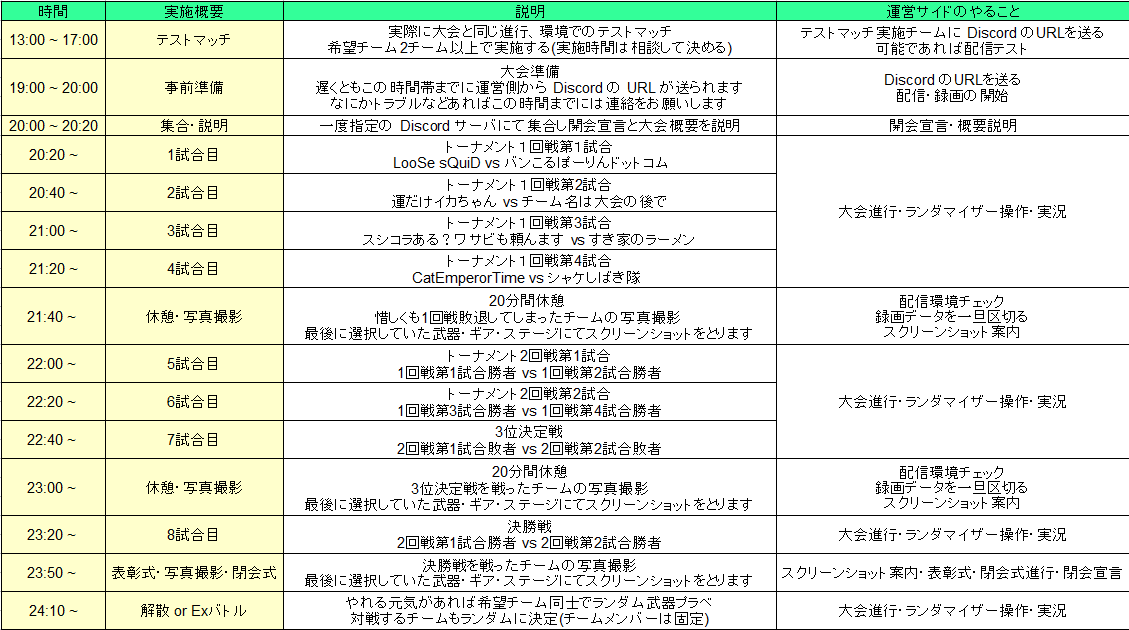 時間 実施概要 説明 運営サイドのやること
13:00 ~ 17:00 テストマッチ 実際に大会と同じ進行、環境でのテストマッチ
希望チーム2チーム以上で実施する(実施時間は相談して決める)
テストマッチ実施チームに DiscordのURLを送る
可能であれば配信テスト
19:00 ~ 20:00 事前準備 大会準備
遅くともこの時間帯までに運営側から Discordの URL が送られます
なにかトラブルなどあればこの時間までには連絡をお願いします
DiscordのURLを送る
配信・録画の開始
20:00 ~ 20:20 集合・説明 一度指定の Discord サーバにて集合し開会宣言と大会概要を説明 開会宣言・概要説明
20:20 ~ 1試合目 トーナメント1回戦第1試合
LooSe sQuiD vs バンこるぽーりんドットコム
20:40 ~ 2試合目 トーナメント1回戦第2試合
運だけイカちゃん vs チーム名は大会の後で
大会進行・ランダマイザー操作・実況
21:00 ~ 3試合目 トーナメント1回戦第3試合
スシコラある？ワサビも頼んます vs すき家のラーメン
21:20 ~ 4試合目 トーナメント1回戦第4試合
CatEmperorTime vs シャケしばき隊
21:40 ~ 休憩・写真撮影 20分間休憩
惜しくも1回戦敗退してしまったチームの写真撮影
最後に選択していた武器・ギア・ステージにてスクリーンショットをとります
配信環境チェック
録画データを一旦区切る
スクリーンショット案内
22:00 ~ 5試合目 トーナメント2回戦第1試合
1回戦第1試合勝者 vs 1回戦第2試合勝者
22:20 ~ 6試合目 トーナメント2回戦第2試合
1回戦第3試合勝者 vs 1回戦第4試合勝者
大会進行・ランダマイザー操作・実況
22:40 ~ 7試合目 3位決定戦
2回戦第1試合敗者 vs 2回戦第2試合敗者
23:00 ~ 休憩・写真撮影 20分間休憩
3位決定戦を戦ったチームの写真撮影
最後に選択していた武器・ギア・ステージにてスクリーンショットをとります
配信環境チェック
録画データを一旦区切る
スクリーンショット案内
23:20 ~ 8試合目 決勝戦
2回戦第1試合勝者 vs 2回戦第2試合勝者
大会進行・ランダマイザー操作・実況
23:50 ~ 表彰式・写真撮影・閉会式 決勝戦を戦ったチームの写真撮影
最後に選択していた武器・ギア・ステージにてスクリーンショットをとります
スクリーンショット案内・表彰式・閉会式進行・閉会宣言
24:10 ~ 解散 or Exバトル やれる元気があれば希望チーム同士でランダム武器プラベ
対戦するチームもランダムに決定(チームメンバーは固定)
大会進行・ランダマイザー操作・実況